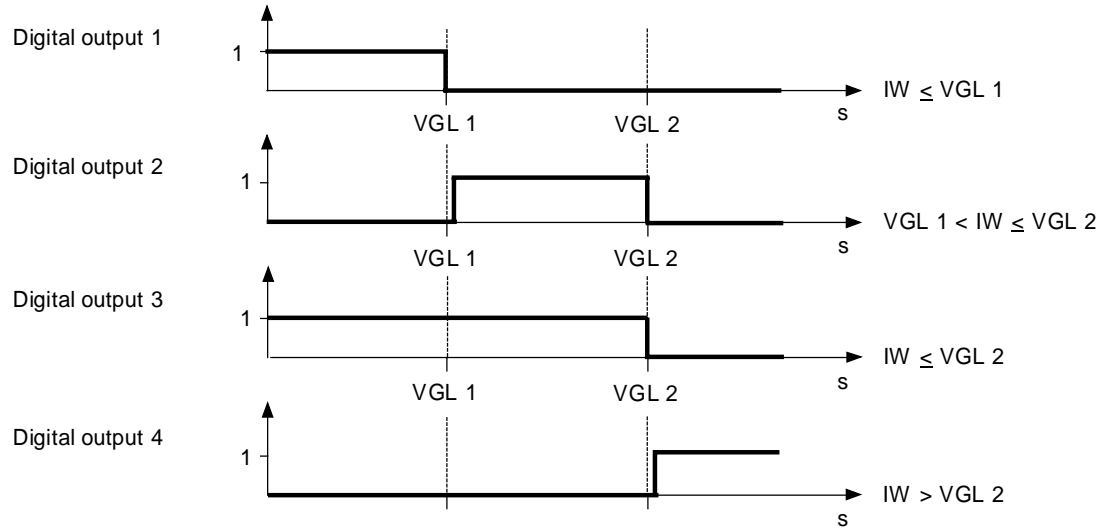 Digital output 1
1
IW ≤ VGL 1
s
VGL 1 VGL 2
Digital output 2
1
VGL 1 < IW ≤ VGL 2
VGL 1 VGL 2
Digital output 3
1
IW ≤ VGL 2
s
VGL 1 VGL 2
Digital output 4
1
IW > VGL 2
s